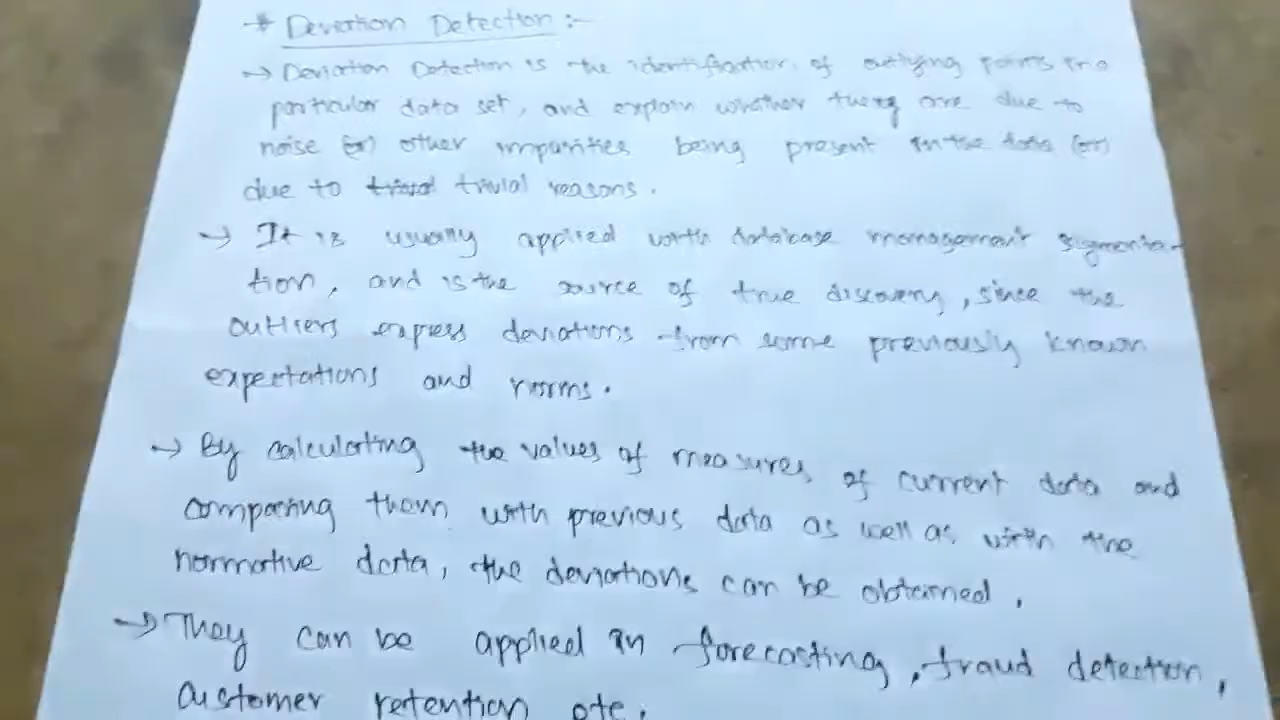 * Deviation Detection :-
→ Deviation Detection is the identification of outlying points in a
particular data set, and explain whether they are due to
noise (or) other impurities being present in the data (or)
due to trivial reasons.
→ It is usually applied with database management segmenta-
tion, and is the source of true discovery, since the
outliers express deviations from some previously known
expectations and norms.
→ By calculating the values of measures of current data and
comparing them with previous data as well as with the
normative data, the deviations can be obtained.
→ They can be applied in forecasting, fraud detection,
customer retention etc.